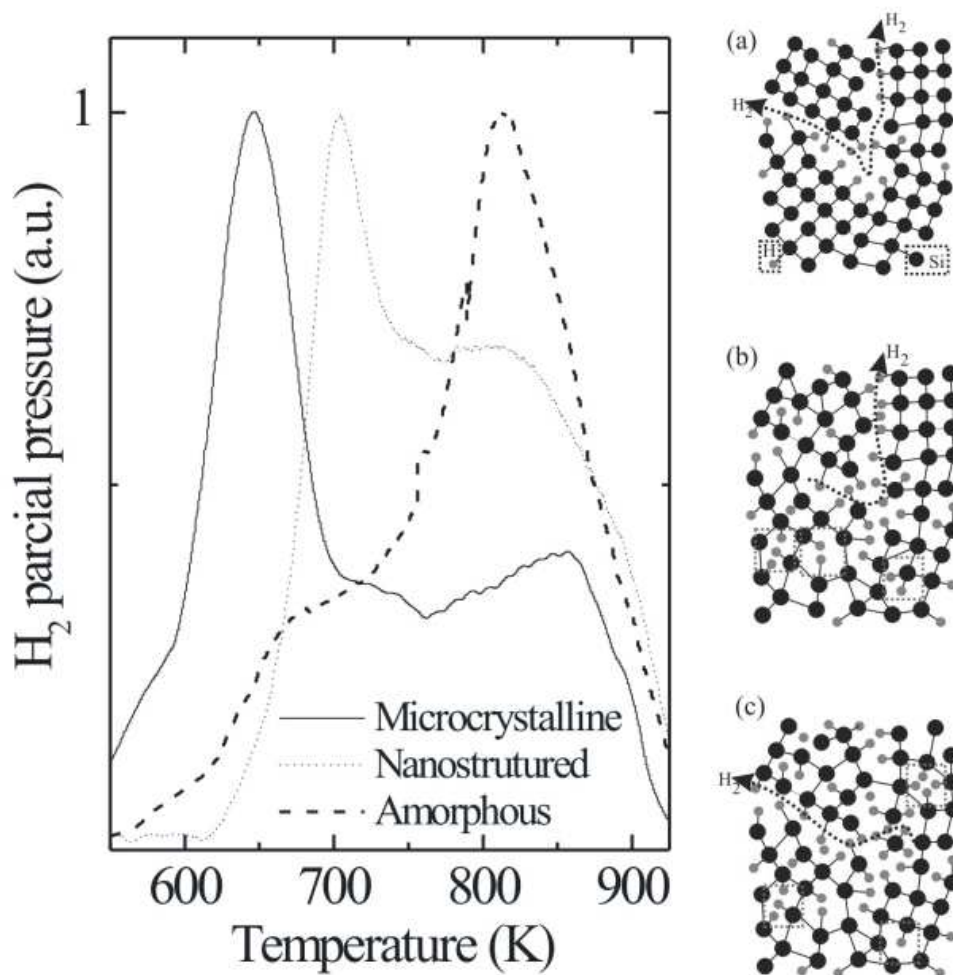 H₂ parcial pressure (a.u.)
1
Microcrystalline
Nanostrutured
Amorphous
600
700
800
900
Temperature (K)
(a)
H₂
H₂
H
Si
(b)
H₂
(c)
H₂